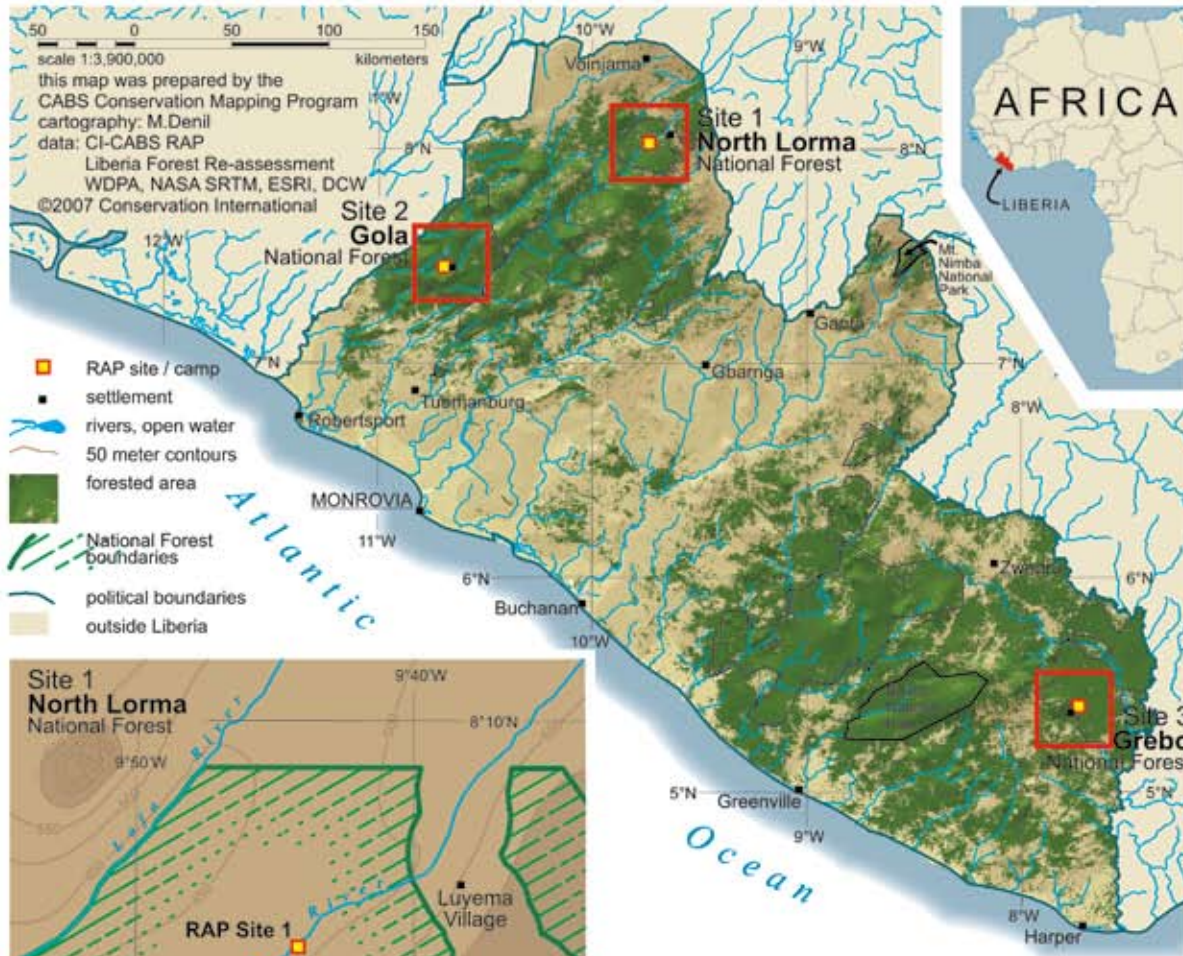 50 0 50 100 150
scale 1:3,900,000 kilometers
this map was prepared by the
CABS Conservation Mapping Program
cartography: M.Denil
data: CI-CABS RAP
Liberia Forest Re-assessment
WDPA, NASA SRTM, ESRI, DCW
©2007 Conservation International
10°W
9°W
8°N
8°N
12°W
Voinjama
Site 1
North Lorma
National Forest
Site 2
Gola
National Forest
AFRICA
LIBERIA
Mt.
Nimba
National
Park
Ganta
Gbarnga
7°N
7°N
8°W
Robertsport
MONROVIA
11°W
6°N
6°N
Buchanan
10°W
Site 3
Grebo
National Forest
Greenville
5°N
5°N
9°W
8°W
Harper
Atlantic
Ocean
RAP site / camp
settlement
rivers, open water
50 meter contours
forested area
National Forest
boundaries
political boundaries
outside Liberia
Site 1
North Lorma
National Forest
9°40'W
8°10'N
9°50'W
River
River
Luyema
Village
RAP Site 1